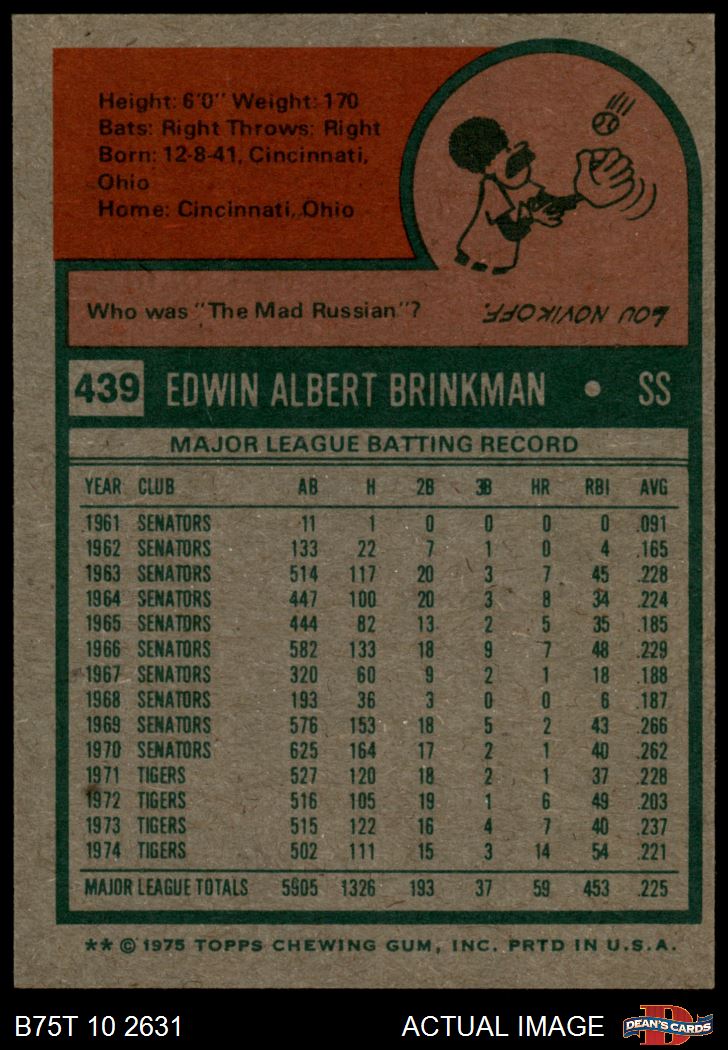 Height: 6'0" Weight: 170
Bats: Right Throws: Right
Born: 12-8-41, Cincinnati,
Ohio
Home: Cincinnati, Ohio
Who was "The Mad Russian"?
LOU NOVIKOFF.
439 EDWIN ALBERT BRINKMAN • SS
MAJOR LEAGUE BATTING RECORD
YEAR CLUB AB H 2B 3B HR RBI AVG
1961 SENATORS 11 1 0 0 0 0 .091
1962 SENATORS 133 22 7 1 0 4 .165
1963 SENATORS 514 117 20 3 7 45 .228
1964 SENATORS 447 100 20 3 8 34 .224
1965 SENATORS 444 82 13 2 5 35 .185
1966 SENATORS 582 133 18 9 7 48 .229
1967 SENATORS 320 60 9 2 1 18 .188
1968 SENATORS 193 36 3 0 0 6 .187
1969 SENATORS 576 153 18 5 2 43 .266
1970 SENATORS 625 164 17 2 1 40 .262
1971 TIGERS 527 120 18 2 1 37 .228
1972 TIGERS 516 105 19 1 6 49 .203
1973 TIGERS 515 122 16 4 7 40 .237
1974 TIGERS 502 111 15 3 14 54 .221
MAJOR LEAGUE TOTALS 5905 1326 193 37 59 453 .225
** © 1975 TOPPS CHEWING GUM, INC. PRTD IN U.S.A.
B75T 10 2631 ACTUAL IMAGE D DEAN'S CARDS